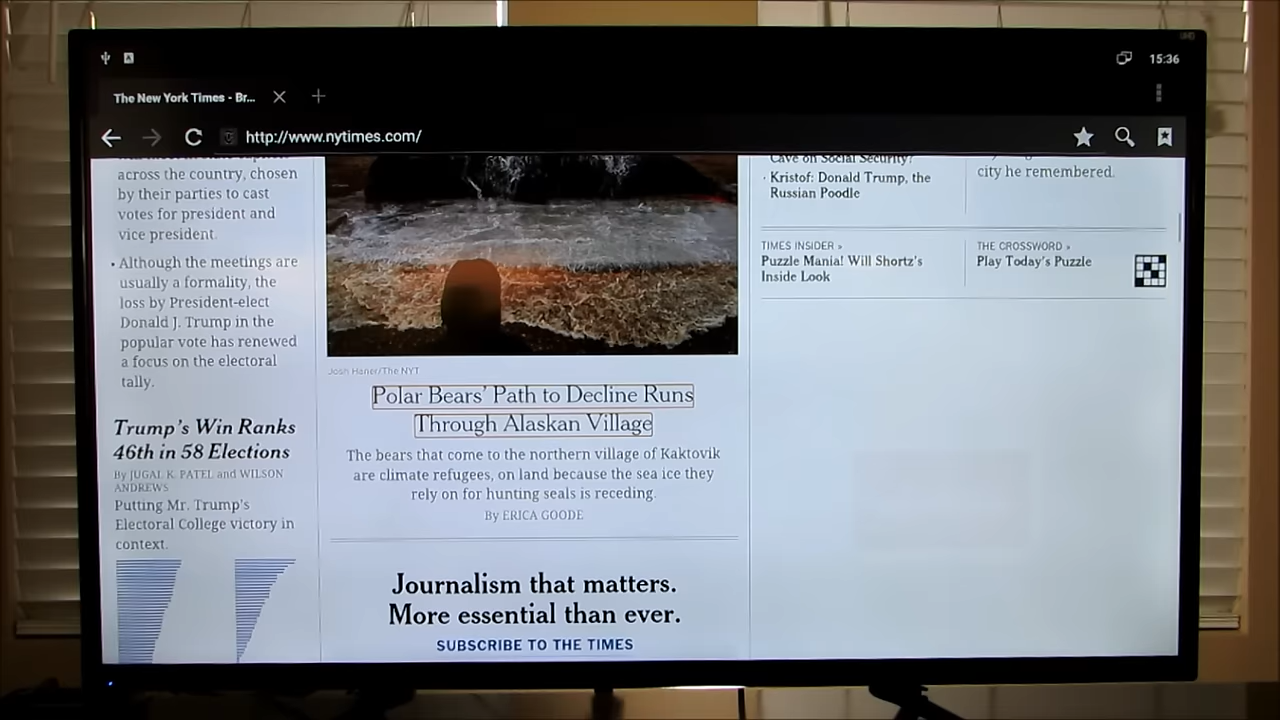 UHD
15:36
The New York Times - Br...
http://www.nytimes.com/
across the country, chosen
by their parties to cast
votes for president and
vice president.
· Although the meetings are
usually a formality, the
loss by President-elect
Donald J. Trump in the
popular vote has renewed
a focus on the electoral
tally.
Trump's Win Ranks
46th in 58 Elections
By JUGAL K. PATEL and WILSON
ANDREWS
Putting Mr. Trump's
Electoral College victory in
context.
Josh Haner/The NYT
Polar Bears' Path to Decline Runs
Through Alaskan Village
The bears that come to the northern village of Kaktovik
are climate refugees, on land because the sea ice they
rely on for hunting seals is receding.
By ERICA GOODE
Journalism that matters.
More essential than ever.
SUBSCRIBE TO THE TIMES
Cave on Social Security?
· Kristof: Donald Trump, the
Russian Poodle
city he remembered.
TIMES INSIDER »
Puzzle Mania! Will Shortz's
Inside Look
THE CROSSWORD »
Play Today's Puzzle